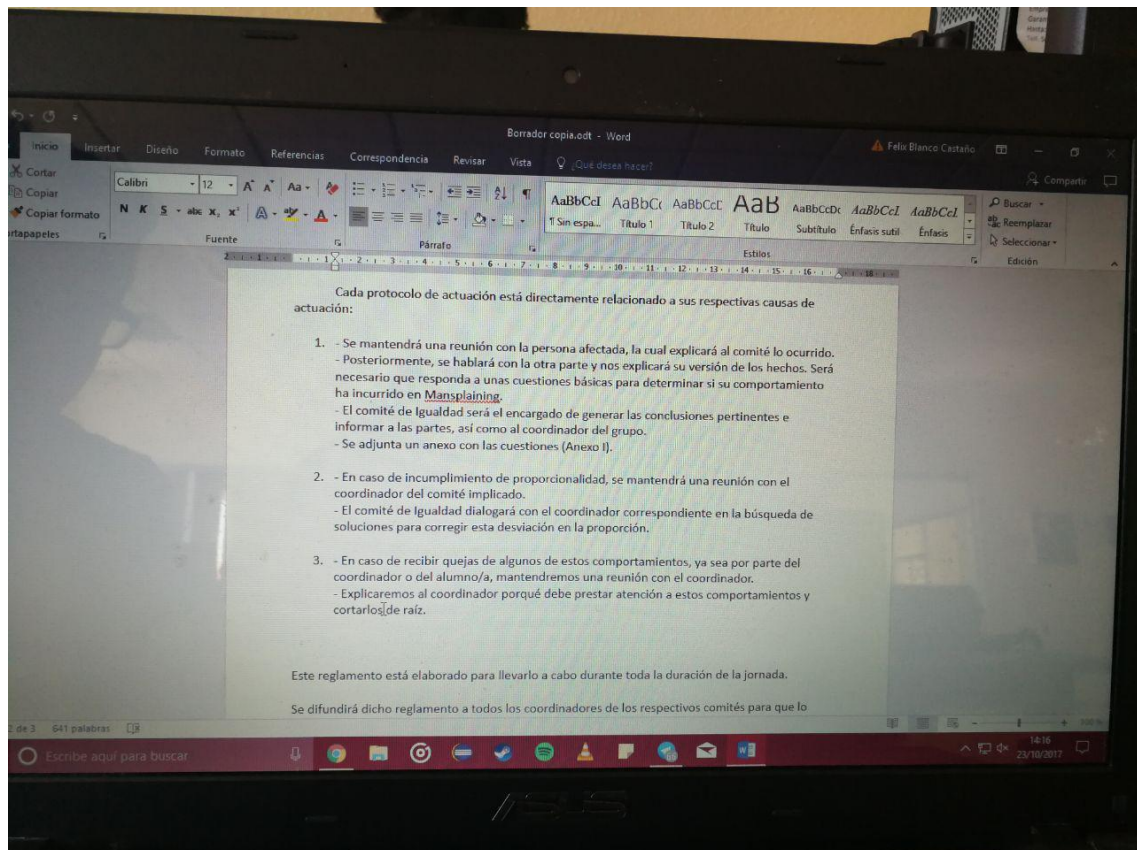 Borrador copia.odt - Word
Felix Blanco Castaño
Inicio Insertar Diseño Formato Referencias Correspondencia Revisar Vista ¿Qué desea hacer?
Compartir
Cortar
Copiar
Copiar formato
Calibri 12
Fuente
Párrafo
AaBbCcI AaBbC AaBbCcD AaB AaBbCcD AaBbCcI AaBbCcI
¶ Sin espa... Título 1 Título 2 Título Subtítulo Énfasis sutil Énfasis
Estilos
Buscar
Reemplazar
Seleccionar
Edición
Cada protocolo de actuación está directamente relacionado a sus respectivas causas de
actuación:
1. - Se mantendrá una reunión con la persona afectada, la cual explicará al comité lo ocurrido.
- Posteriormente, se hablará con la otra parte y nos explicará su versión de los hechos. Será
necesario que responda a unas cuestiones básicas para determinar si su comportamiento
ha incurrido en Mansplaining.
- El comité de Igualdad será el encargado de generar las conclusiones pertinentes e
informar a las partes, así como al coordinador del grupo.
- Se adjunta un anexo con las cuestiones (Anexo I).
2. - En caso de incumplimiento de proporcionalidad, se mantendrá una reunión con el
coordinador del comité implicado.
- El comité de Igualdad dialogará con el coordinador correspondiente en la búsqueda de
soluciones para corregir esta desviación en la proporción.
3. - En caso de recibir quejas de algunos de estos comportamientos, ya sea por parte del
coordinador o del alumno/a, mantendremos una reunión con el coordinador.
- Explicaremos al coordinador porqué debe prestar atención a estos comportamientos y
cortarlos de raíz.
Este reglamento está elaborado para llevarlo a cabo durante toda la duración de la jornada.
Se difundirá dicho reglamento a todos los coordinadores de los respectivos comités para que lo
de 3 641 palabras
Escribe aquí para buscar
14:16
23/10/2017
ASUS